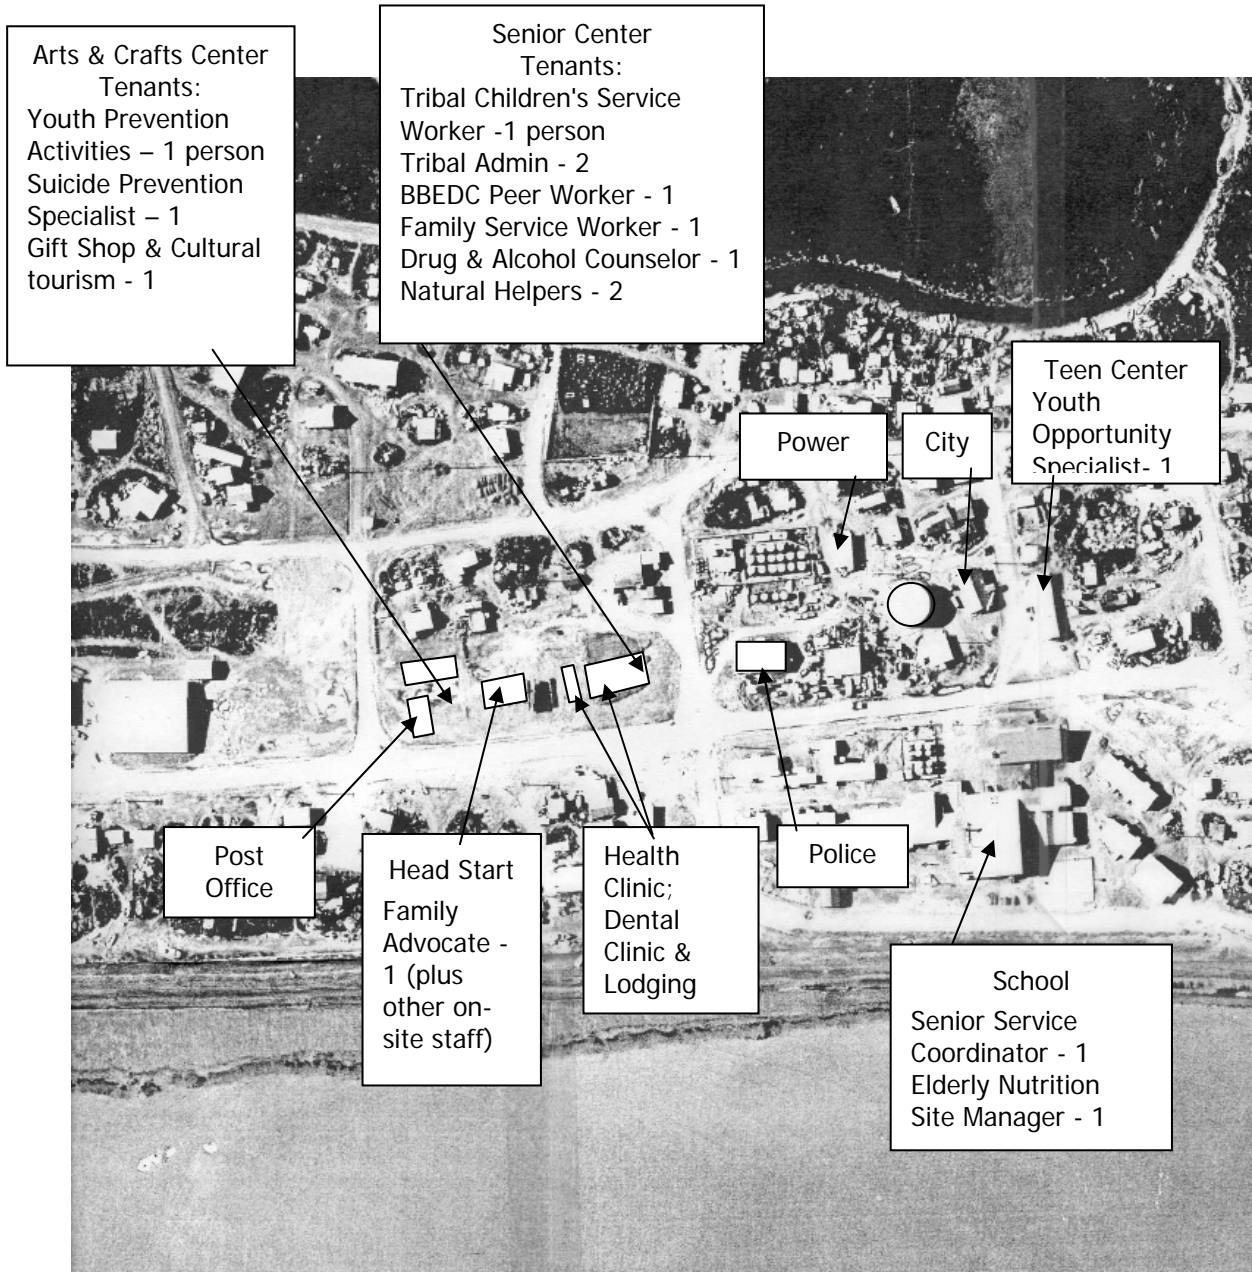 Arts & Crafts Center
Tenants:
Youth Prevention
Activities – 1 person
Suicide Prevention
Specialist – 1
Gift Shop & Cultural
tourism - 1
Senior Center
Tenants:
Tribal Children's Service
Worker -1 person
Tribal Admin - 2
BBEDC Peer Worker - 1
Family Service Worker - 1
Drug & Alcohol Counselor - 1
Natural Helpers - 2
Teen Center
Youth
Opportunity
Specialist- 1
Power
City
Post
Office
Head Start
Family
Advocate -
1 (plus
other on-
site staff)
Health
Clinic;
Dental
Clinic &
Lodging
Police
School
Senior Service
Coordinator - 1
Elderly Nutrition
Site Manager - 1